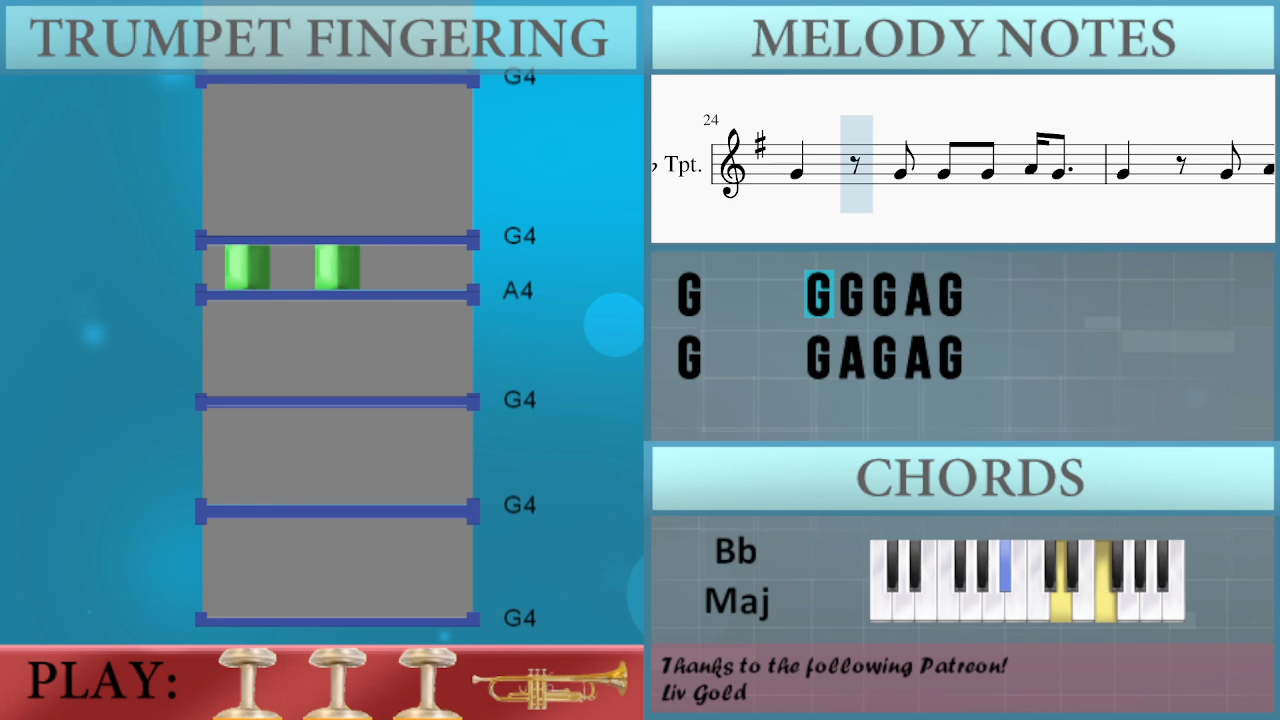 TRUMPET FINGERING
G4
G4
A4
G4
G4
G4
PLAY:
MELODY NOTES
24
Tpt.
G GGGAG
G GAGAG
CHORDS
Bb
Maj
Thanks to the following Patreon!
Liv Gold